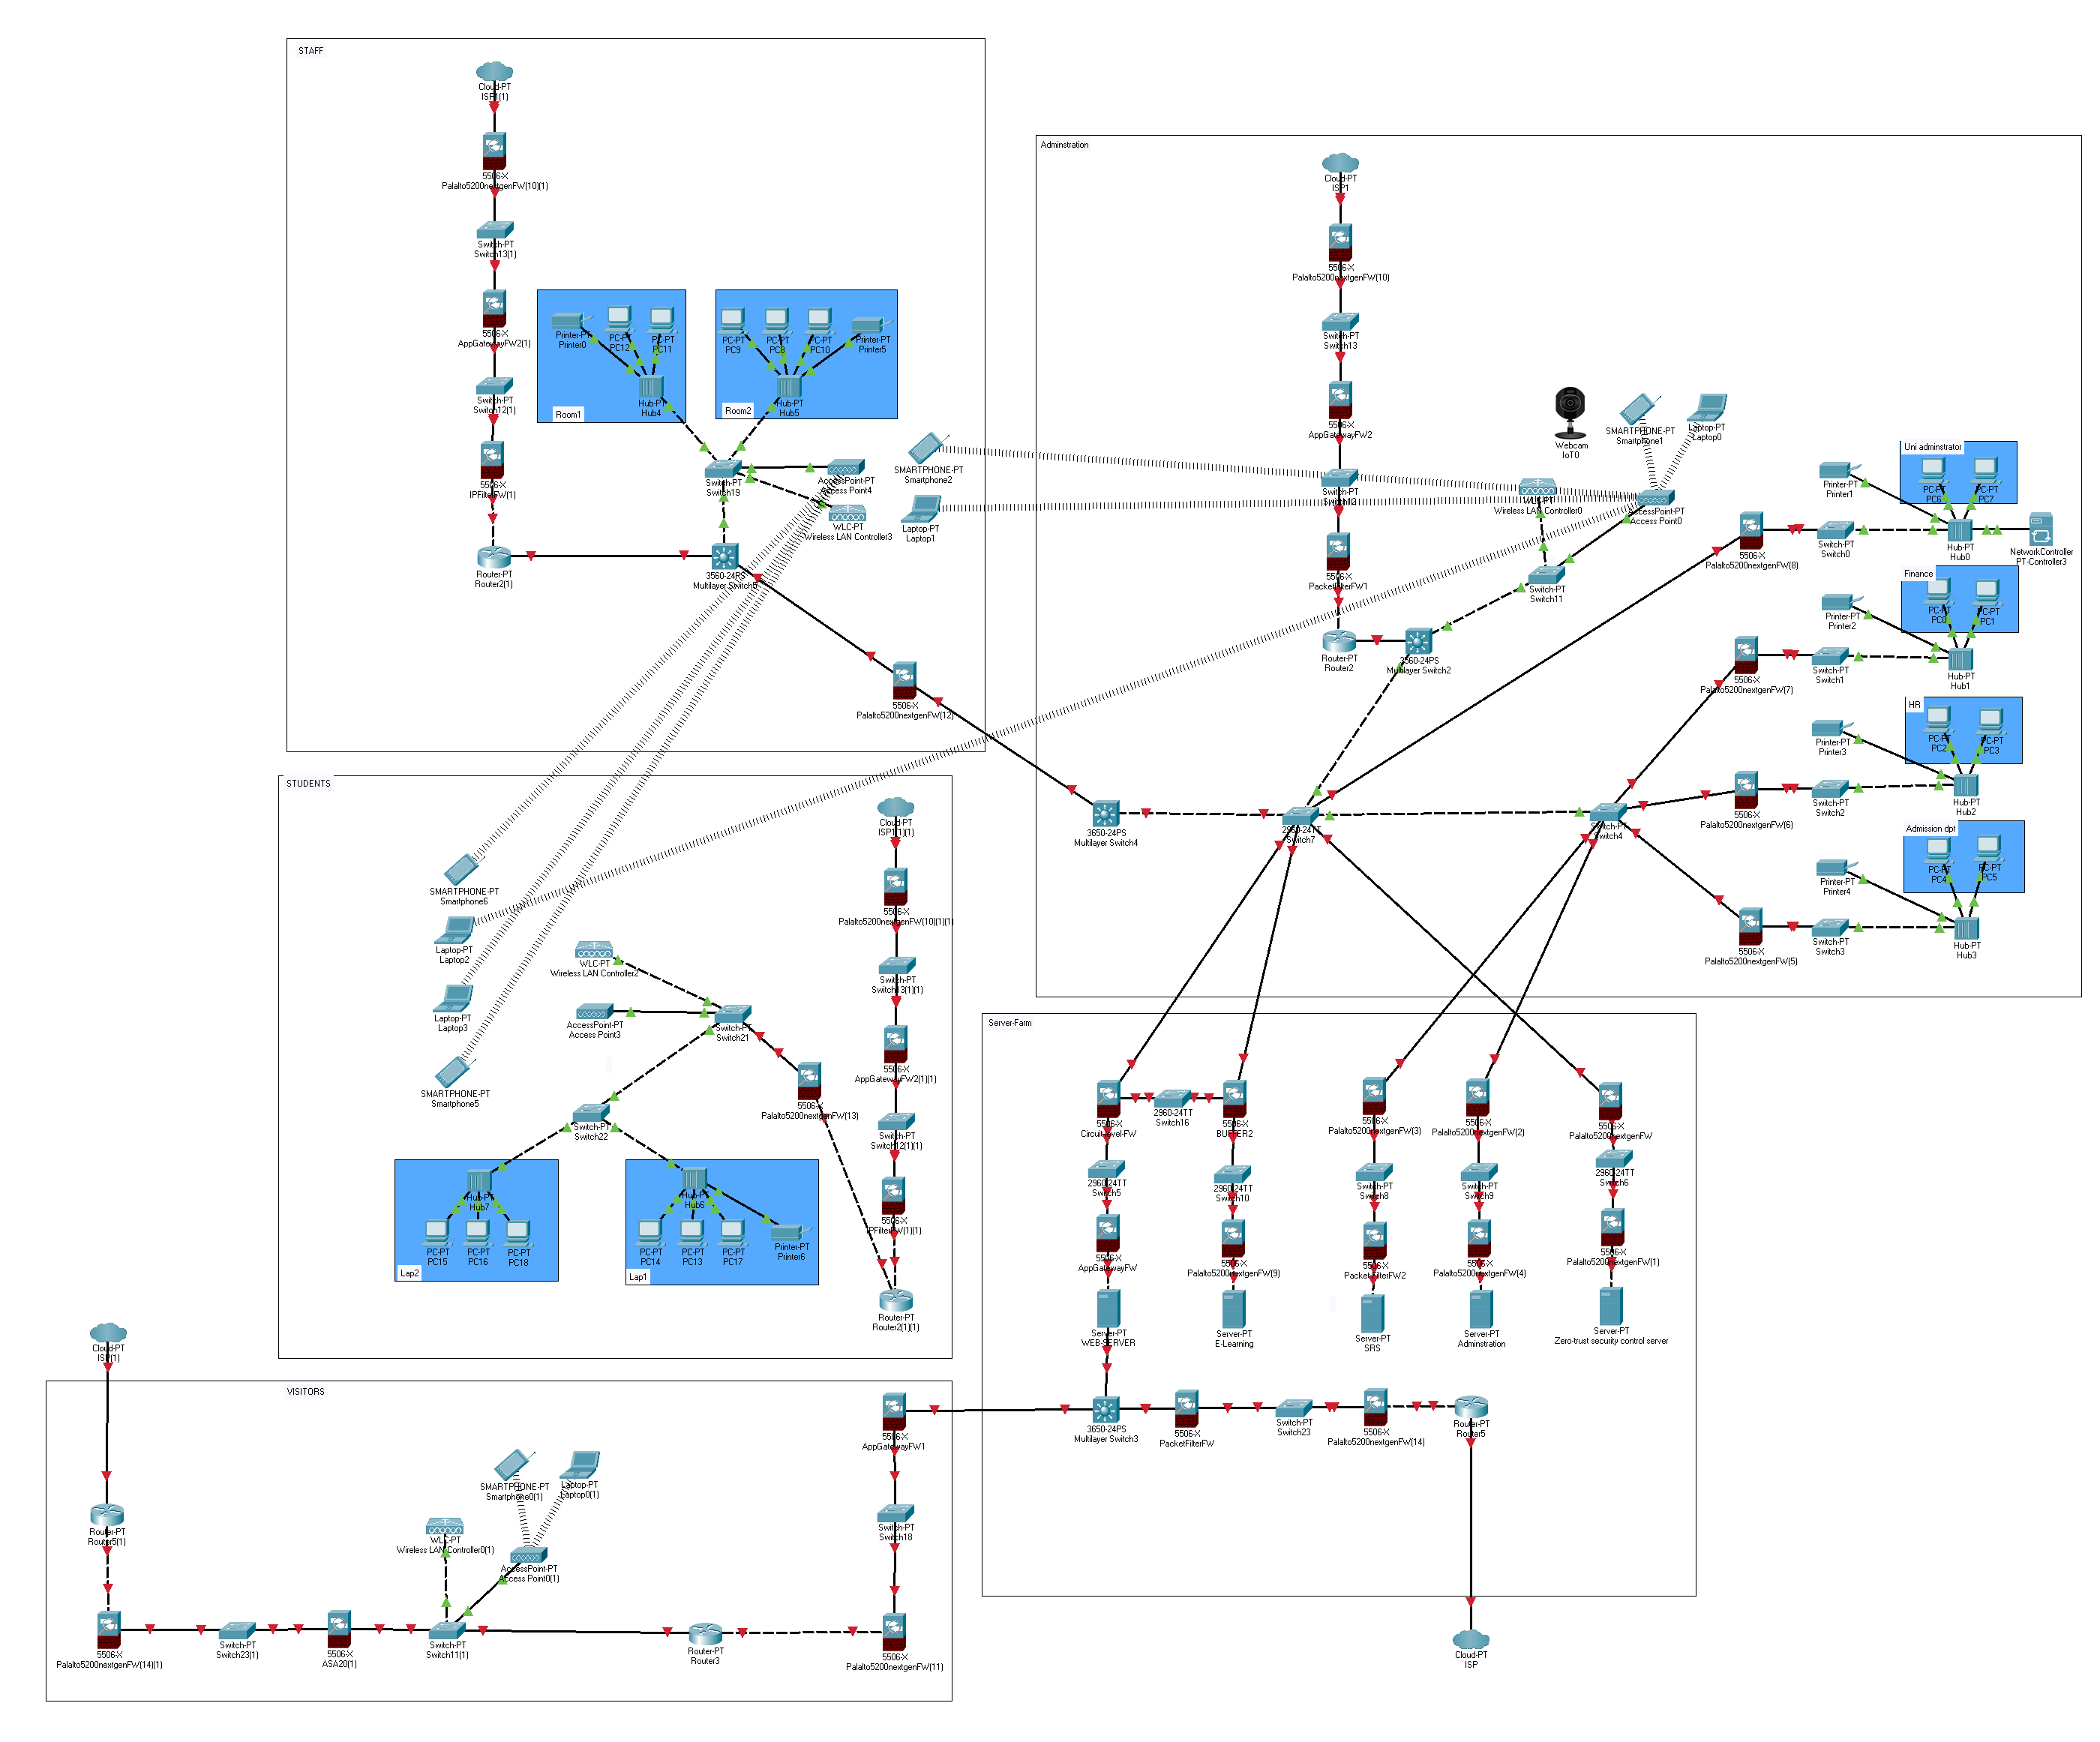 STAFF
Cloud-PT
ISP1(1)
5506-X
Palalto5200nextgenFW(10)(1)
Switch-PT
Switch13(1)
5506-X
AppGatewayFW2(1)
Switch-PT
Switch12(1)
5506-X
IPFilterFW(1)
Router-PT
Router2(1)
Printer-PT
Printer0
PC-PT
PC12
PC-PT
PC11
Hub-PT
Hub4
Room1
PC-PT
PC9
PC-PT
PC8
PC-PT
PC10
Printer-PT
Printer5
Hub-PT
Hub5
Room2
Switch-PT
Switch19
AccessPoint-PT
Access Point4
WLC-PT
Wireless LAN Controller3
3560-24PS
Multilayer Switch5
SMARTPHONE-PT
Smartphone2
Laptop-PT
Laptop1
5506-X
Palalto5200nextgenFW(12)
Adminstration
Cloud-PT
ISP1
5506-X
Palalto5200nextgenFW(10)
Switch-PT
Switch13
5506-X
AppGatewayFW2
Switch-PT
Switch12
5506-X
PacketFilterFW1
Router-PT
Router2
3560-24PS
Multilayer Switch2
Webcam
IoT0
SMARTPHONE-PT
Smartphone1
Laptop-PT
Laptop0
WLC-PT
Wireless LAN Controller0
AccessPoint-PT
Access Point0
Switch-PT
Switch11
Uni adminstrator
Printer-PT
Printer1
PC-PT
PC6
PC-PT
PC7
5506-X
Palalto5200nextgenFW(8)
Switch-PT
Switch0
Hub-PT
Hub0
NetworkController
PT-Controller3
Finance
Printer-PT
Printer2
PC-PT
PC0
PC-PT
PC1
5506-X
Palalto5200nextgenFW(7)
Switch-PT
Switch1
Hub-PT
Hub1
HR
Printer-PT
Printer3
PC-PT
PC2
PC-PT
PC3
5506-X
Palalto5200nextgenFW(6)
Switch-PT
Switch2
Hub-PT
Hub2
Admission dpt
Printer-PT
Printer4
PC-PT
PC4
PC-PT
PC5
5506-X
Palalto5200nextgenFW(5)
Switch-PT
Switch3
Hub-PT
Hub3
3650-24PS
Multilayer Switch4
2960-24TT
Switch7
Switch-PT
Switch4
STUDENTS
Cloud-PT
ISP1(1)(1)
5506-X
Palalto5200nextgenFW(10)(1)(1)
Switch-PT
Switch13(1)(1)
5506-X
AppGatewayFW2(1)(1)
Switch-PT
Switch12(1)(1)
5506-X
IPFilterFW(1)(1)
Router-PT
Router2(1)(1)
SMARTPHONE-PT
Smartphone6
Laptop-PT
Laptop2
Laptop-PT
Laptop3
SMARTPHONE-PT
Smartphone5
WLC-PT
Wireless LAN Controller2
AccessPoint-PT
Access Point3
Switch-PT
Switch21
5506-X
Palalto5200nextgenFW(13)
Switch-PT
Switch22
Hub-PT
Hub7
PC-PT
PC15
PC-PT
PC16
PC-PT
PC18
Lap2
Hub-PT
Hub6
PC-PT
PC14
PC-PT
PC13
PC-PT
PC17
Printer-PT
Printer6
Lap1
Server-Farm
5506-X
Circuit-level-FW
2960-24TT
Switch16
5506-X
BUFFER2
5506-X
Palalto5200nextgenFW(3)
5506-X
Palalto5200nextgenFW(2)
5506-X
Palalto5200nextgenFW
2960-24TT
Switch5
2960-24TT
Switch10
Switch-PT
Switch8
Switch-PT
Switch9
2960-24TT
Switch6
5506-X
AppGatewayFW
5506-X
Palalto5200nextgenFW(9)
5506-X
PacketFilterFW2
5506-X
Palalto5200nextgenFW(4)
5506-X
Palalto5200nextgenFW(1)
Server-PT
WEB-SERVER
Server-PT
E-Learning
Server-PT
SRS
Server-PT
Adminstration
Server-PT
Zero-trust security control server
3650-24PS
Multilayer Switch3
5506-X
PacketFilterFW
Switch-PT
Switch23
5506-X
Palalto5200nextgenFW(14)
Router-PT
Router5
Cloud-PT
ISP
Cloud-PT
ISP(1)
VISITORS
Router-PT
Router5(1)
5506-X
Palalto5200nextgenFW(14)(1)
Switch-PT
Switch23(1)
5506-X
ASA20(1)
SMARTPHONE-PT
Smartphone0(1)
Laptop-PT
Laptop0(1)
WLC-PT
Wireless LAN Controller0(1)
AccessPoint-PT
Access Point0(1)
Switch-PT
Switch11(1)
Router-PT
Router3
5506-X
AppGatewayFW1
Switch-PT
Switch18
5506-X
Palalto5200nextgenFW(11)